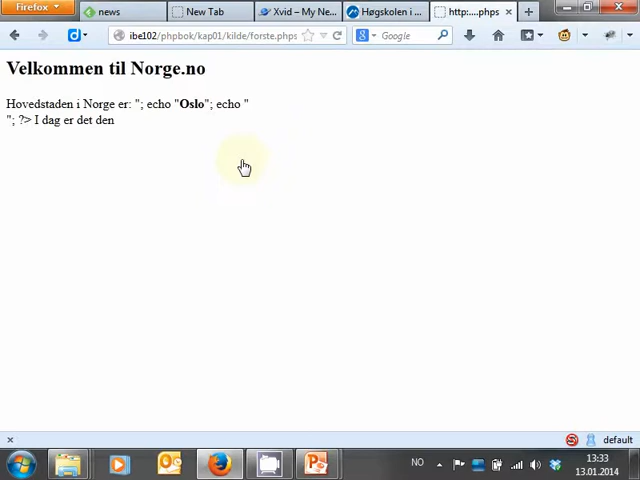 Firefox
news
New Tab
Xvid – My Ne...
Høgskolen i ...
http:....phps
ibe102/phpbok/kap01/kilde/forste.phps
Google
Velkommen til Norge.no
Hovedstaden i Norge er: "; echo "Oslo"; echo "
"; ?> I dag er det den
default
NO
13:33
13.01.2014